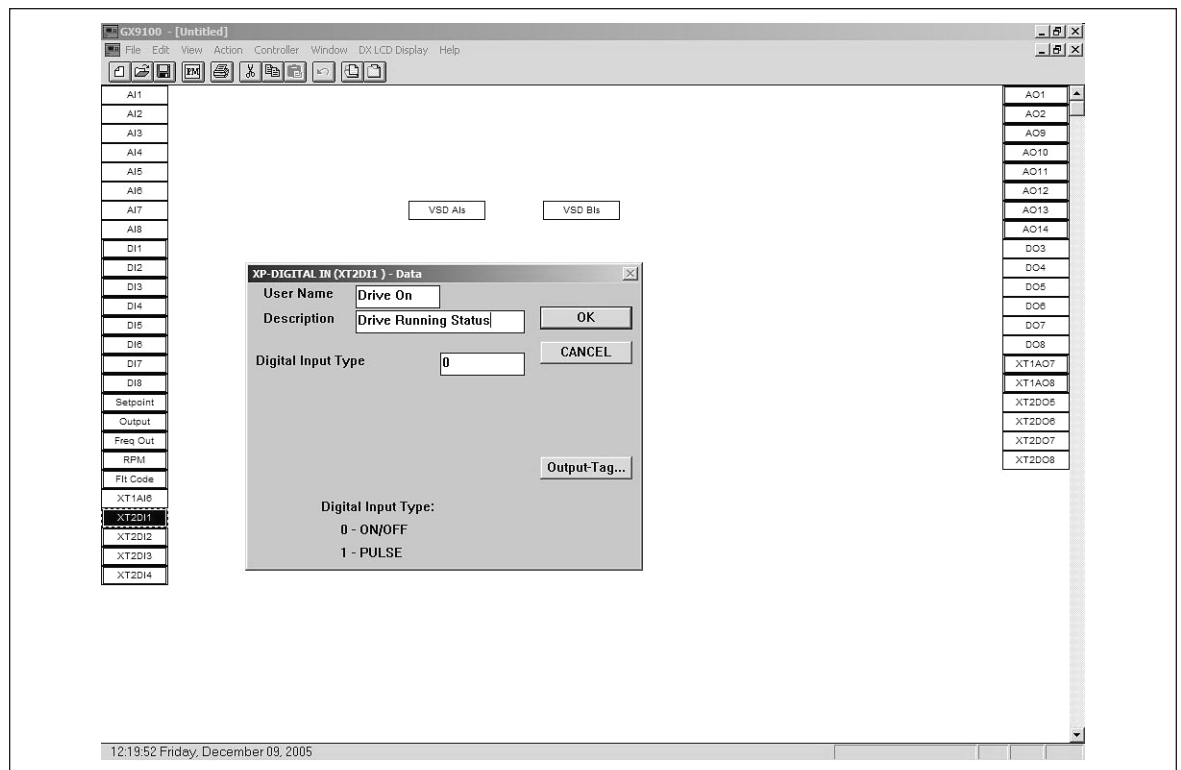 GX9100 - [Untitled]
File Edit View Action Controller Window DX LCD Display Help
FM
AI1
AI2
AI3
AI4
AI5
AI6
AI7
AI8
DI1
DI2
DI3
DI4
DI5
DI6
DI7
DI8
Setpoint
Output
Freq Out
RPM
Flt Code
XT1AI6
XT2DI1
XT2DI2
XT2DI3
XT2DI4
VSD AIs
VSD BIs
XP-DIGITAL IN (XT2DI1 ) - Data
User Name Drive On
Description Drive Running Status
OK
Digital Input Type 0
CANCEL
Output-Tag...
Digital Input Type:
0 - ON/OFF
1 - PULSE
AO1
AO2
AO9
AO10
AO11
AO12
AO13
AO14
DO3
DO4
DO5
DO6
DO7
DO8
XT1AO7
XT1AO8
XT2DO5
XT2DO6
XT2DO7
XT2DO8
12:19:52 Friday, December 09, 2005